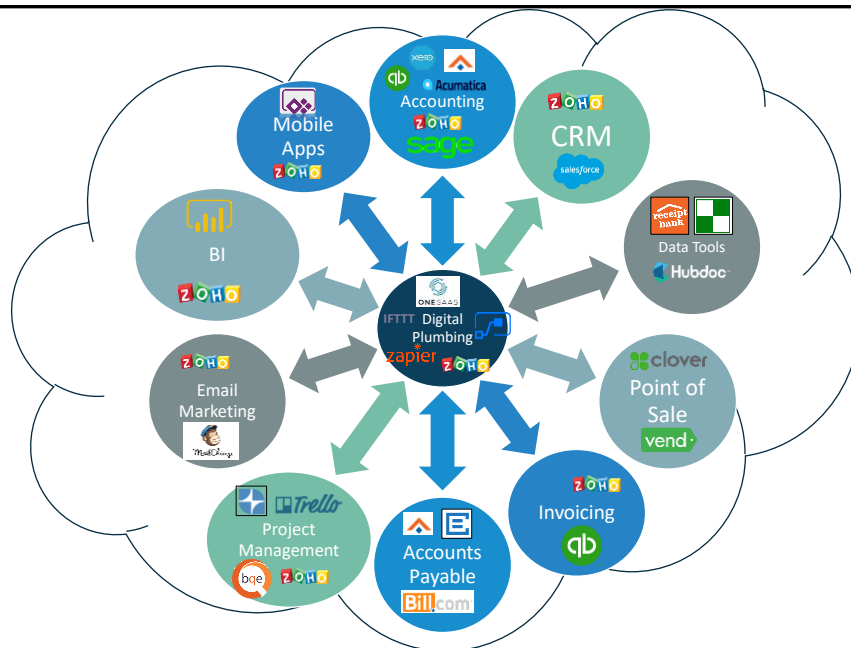 xero
qb
Acumatica
Accounting
ZOHO
sage
Mobile
Apps
ZOHO
ZOHO
CRM
salesforce
BI
ZOHO
receipt
bank
Data Tools
Hubdoc
ONESAAS
IFTTT Digital
Plumbing
zapier
ZOHO
ZOHO
Email
Marketing
MailChimp
clover
Point of
Sale
vend
Trello
Project
Management
bqe ZOHO
E
Accounts
Payable
Bill.com
ZOHO
Invoicing
qb